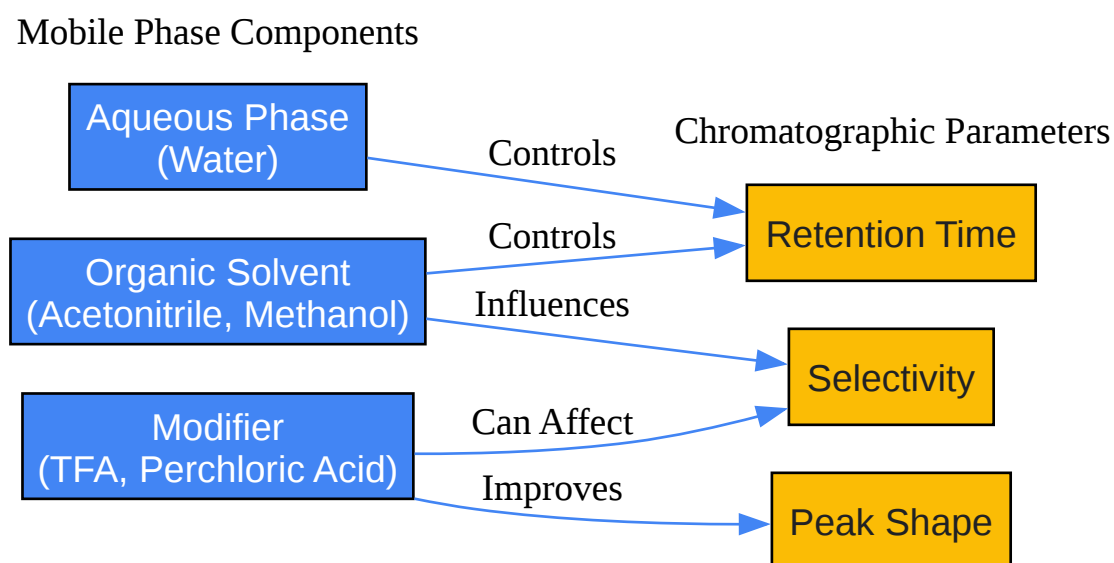 Mobile Phase Components
Aqueous Phase
(Water)
Organic Solvent
(Acetonitrile, Methanol)
Modifier
(TFA, Perchloric Acid)
Controls
Controls
Influences
Can Affect
Improves
Chromatographic Parameters
Retention Time
Selectivity
Peak Shape